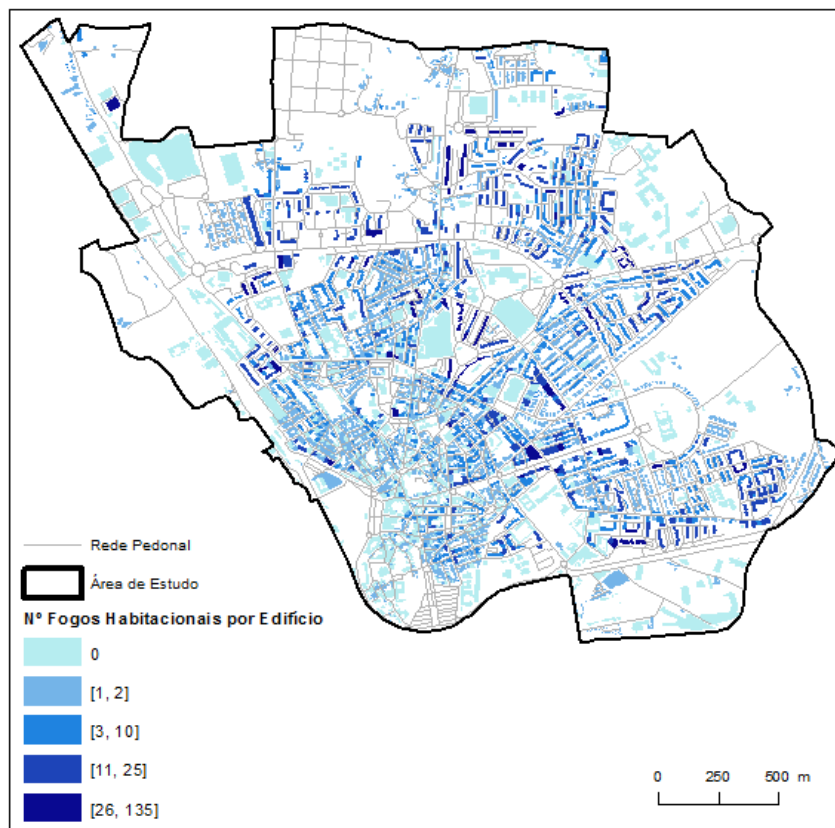 Rede Pedonal
Área de Estudo
Nº Fogos Habitacionais por Edifício
0
[1, 2]
[3, 10]
[11, 25]
[26, 135]
0 250 500 m